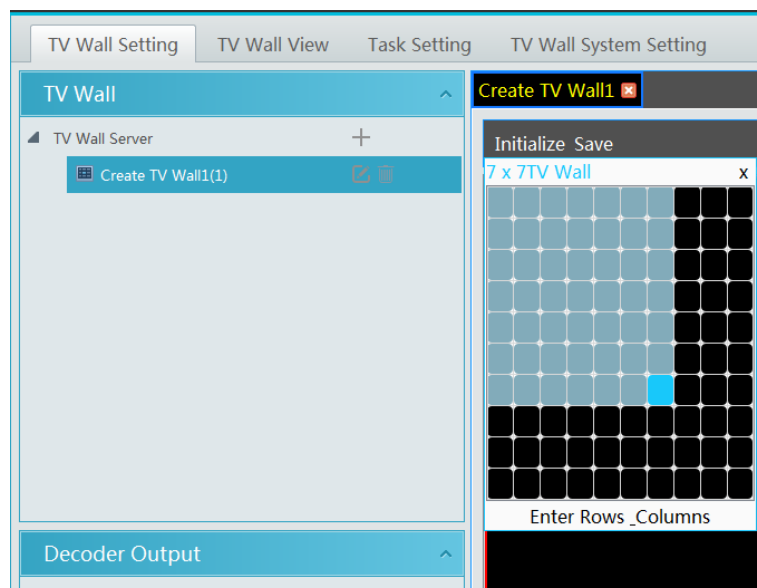 TV Wall Setting TV Wall View Task Setting TV Wall System Setting
TV Wall
TV Wall Server
Create TV Wall1(1)
Decoder Output
Create TV Wall1
Initialize Save
7 x 7TV Wall x
Enter Rows _Columns